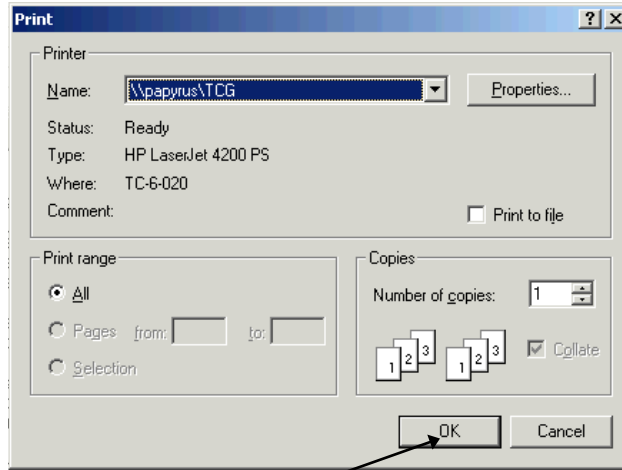 Print
Printer
Name: \\papyrus\TCG Properties...
Status: Ready
Type: HP LaserJet 4200 PS
Where: TC-6-020
Comment: Print to file
Print range
All
Pages from: to:
Selection
Copies
Number of copies: 1
1 2 3 1 2 3 Collate
OK Cancel